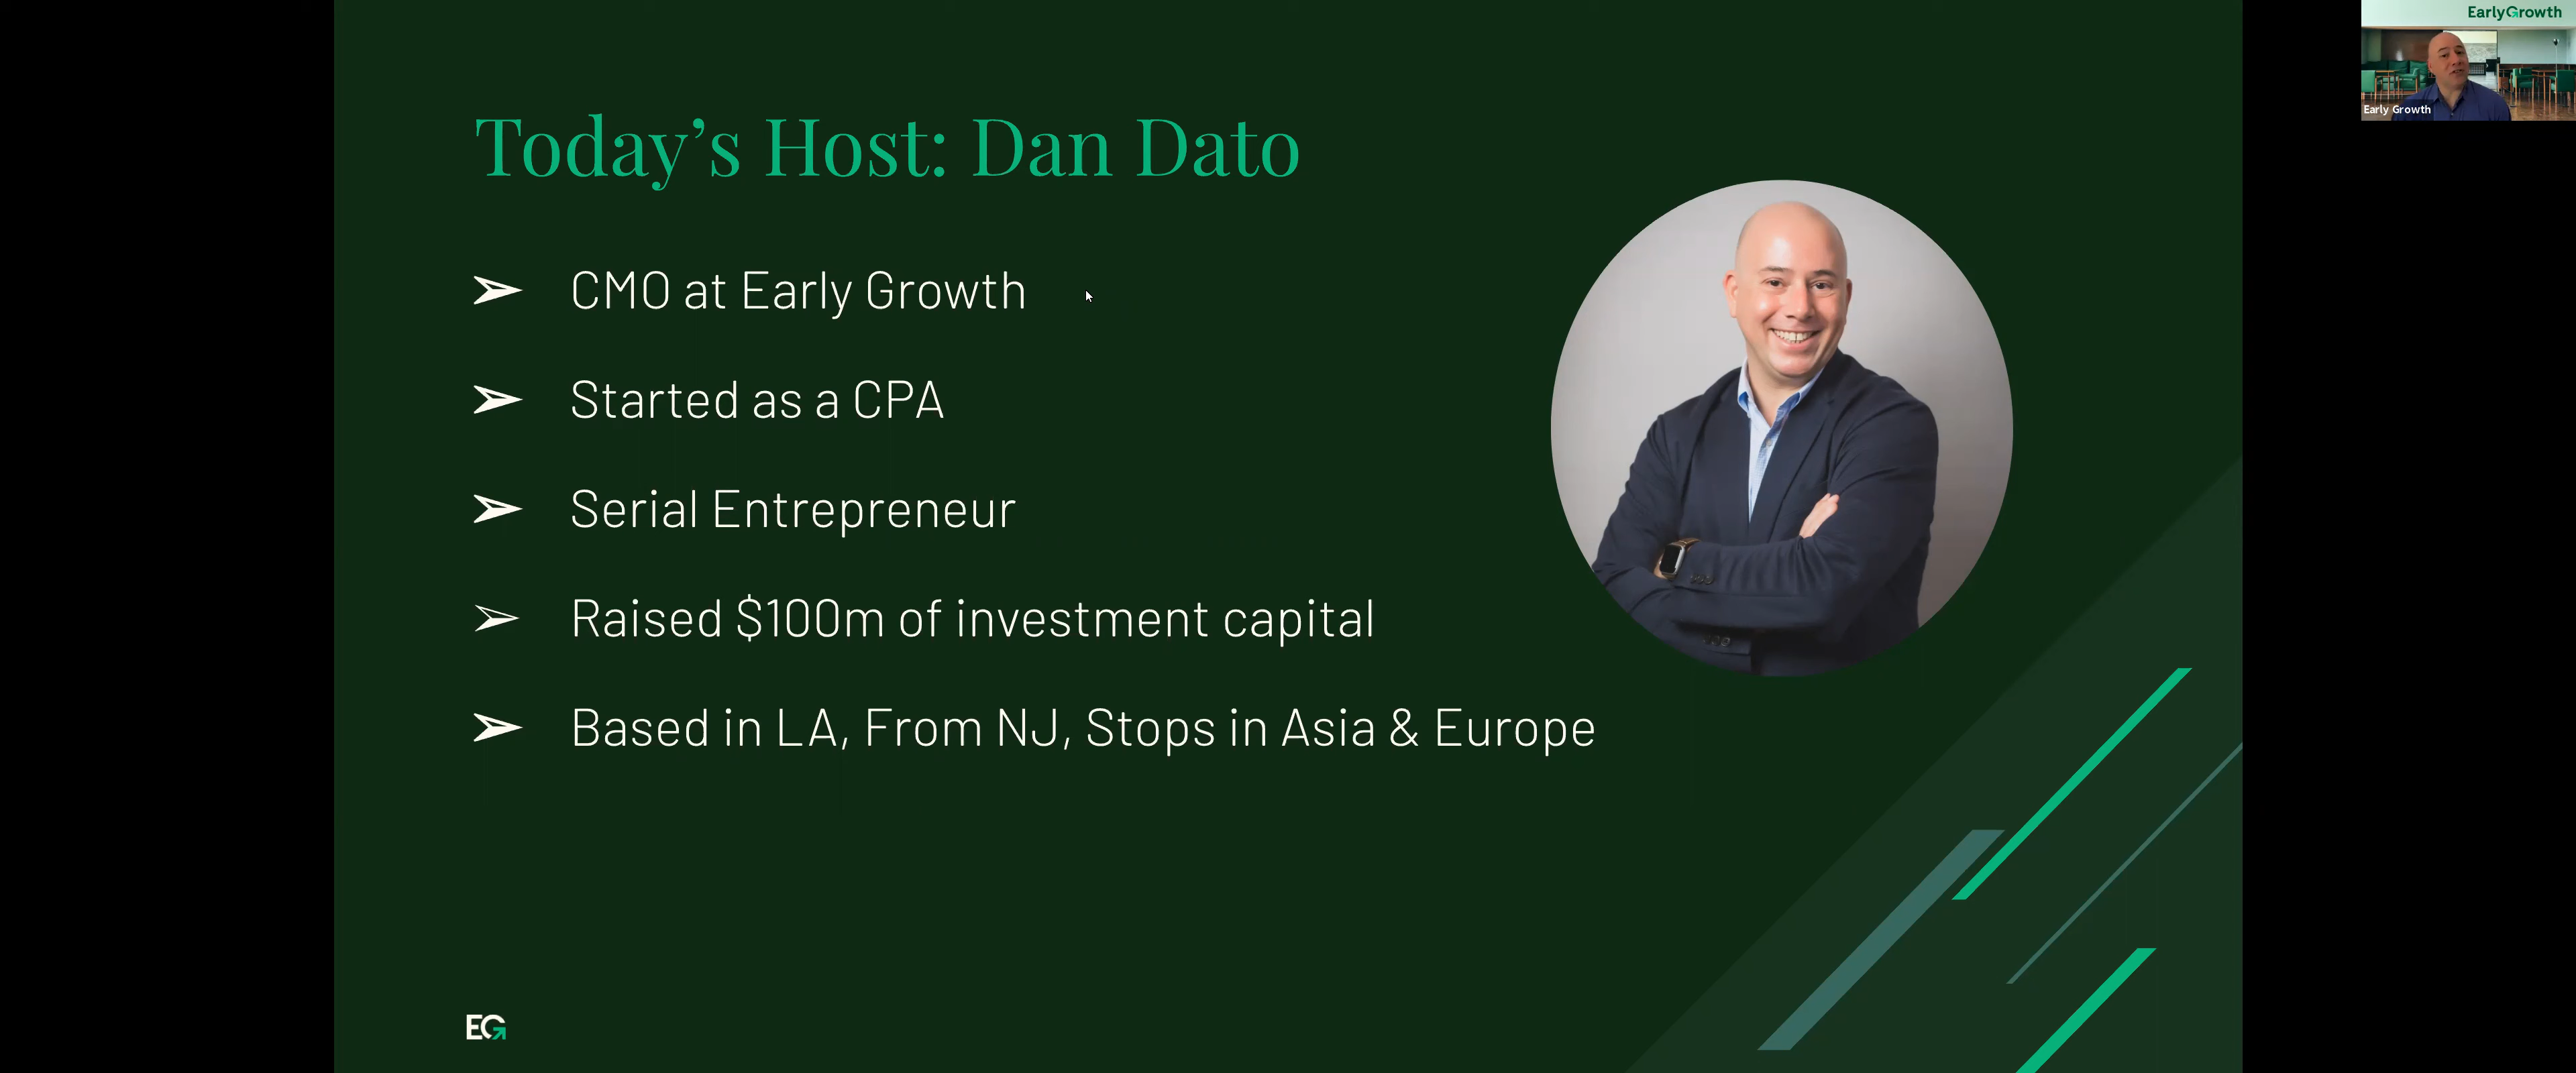 EarlyGrowth
Early Growth
Today's Host: Dan Dato
➢ CMO at Early Growth
➢ Started as a CPA
➢ Serial Entrepreneur
➢ Raised $100m of investment capital
➢ Based in LA, From NJ, Stops in Asia & Europe
EG